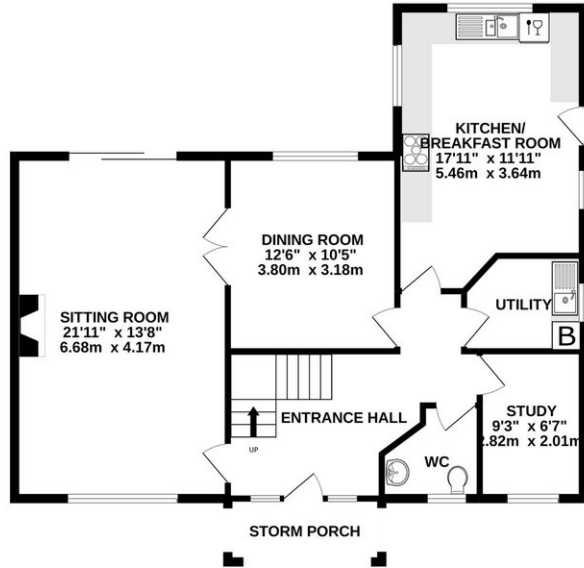 KITCHEN/
BREAKFAST ROOM
17'11" x 11'11"
5.46m x 3.64m
DINING ROOM
12'6" x 10'5"
3.80m x 3.18m
SITTING ROOM
21'11" x 13'8"
6.68m x 4.17m
UTILITY
B
ENTRANCE HALL
UP
STUDY
9'3" x 6'7"
2.82m x 2.01m
WC
STORM PORCH